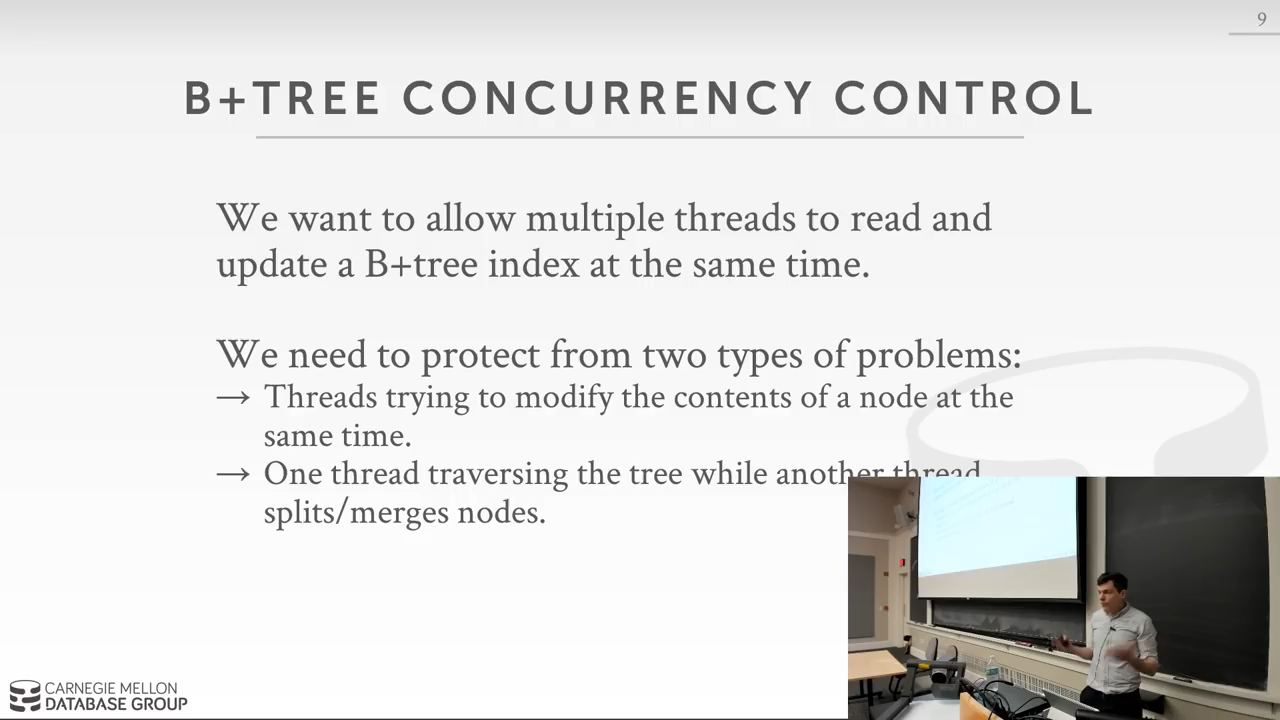 9
B+TREE CONCURRENCY CONTROL
We want to allow multiple threads to read and
update a B+tree index at the same time.
We need to protect from two types of problems:
→ Threads trying to modify the contents of a node at the
same time.
→ One thread traversing the tree while another thread
splits/merges nodes.
CARNEGIE MELLON
DATABASE GROUP